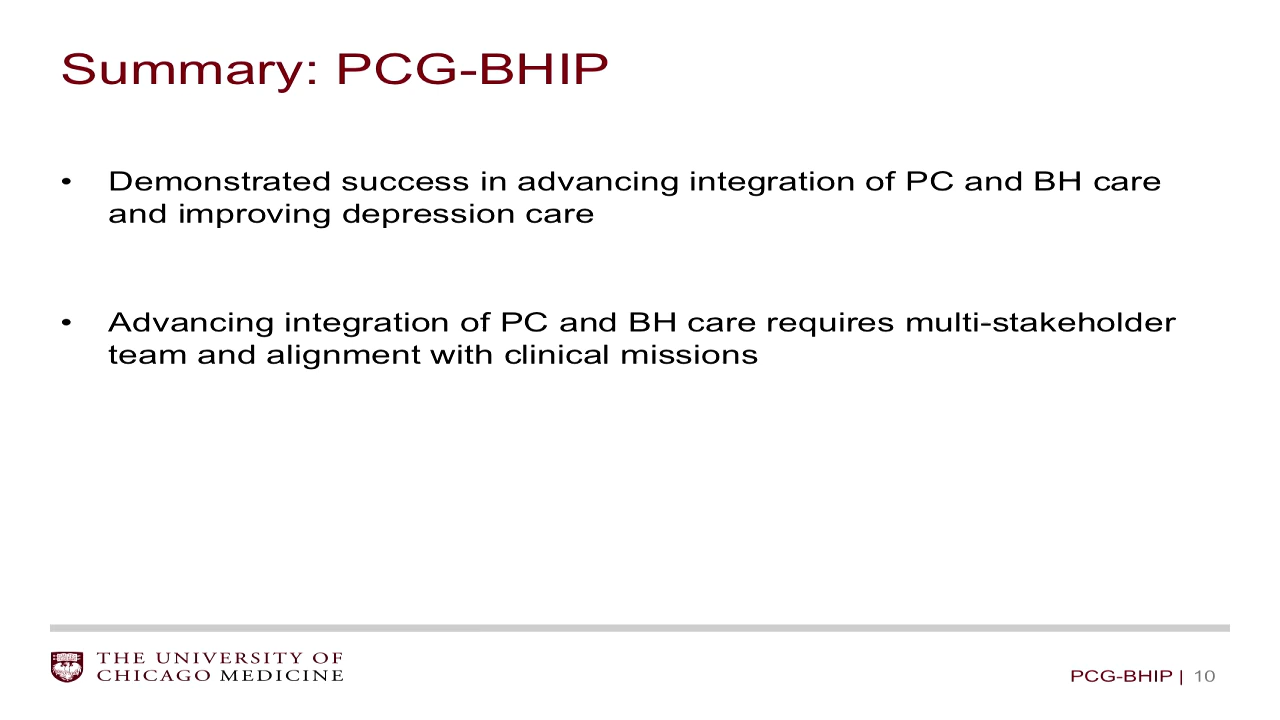 Summary: PCG-BHIP
• Demonstrated success in advancing integration of PC and BH care
and improving depression care
• Advancing integration of PC and BH care requires multi-stakeholder
team and alignment with clinical missions
THE UNIVERSITY OF
CHICAGO MEDICINE
PCG-BHIP | 10